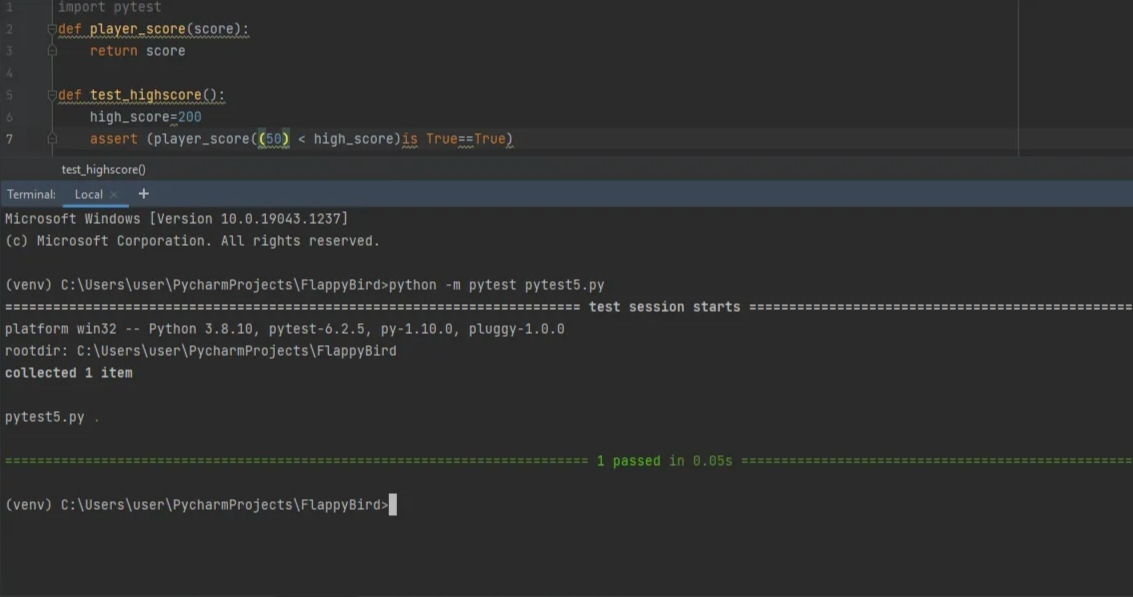 1 import pytest
2 def player_score(score):
3 return score
4
5 def test_highscore():
6 high_score=200
7 assert (player_score((50) < high_score)is True==True)
test_highscore()
Terminal: Local × +
Microsoft Windows [Version 10.0.19043.1237]
(c) Microsoft Corporation. All rights reserved.
(venv) C:\Users\user\PycharmProjects\FlappyBird>python -m pytest pytest5.py
======================================================================== test session starts ================================================
platform win32 -- Python 3.8.10, pytest-6.2.5, py-1.10.0, pluggy-1.0.0
rootdir: C:\Users\user\PycharmProjects\FlappyBird
collected 1 item
pytest5.py .
========================================================================= 1 passed in 0.05s =================================================
(venv) C:\Users\user\PycharmProjects\FlappyBird>